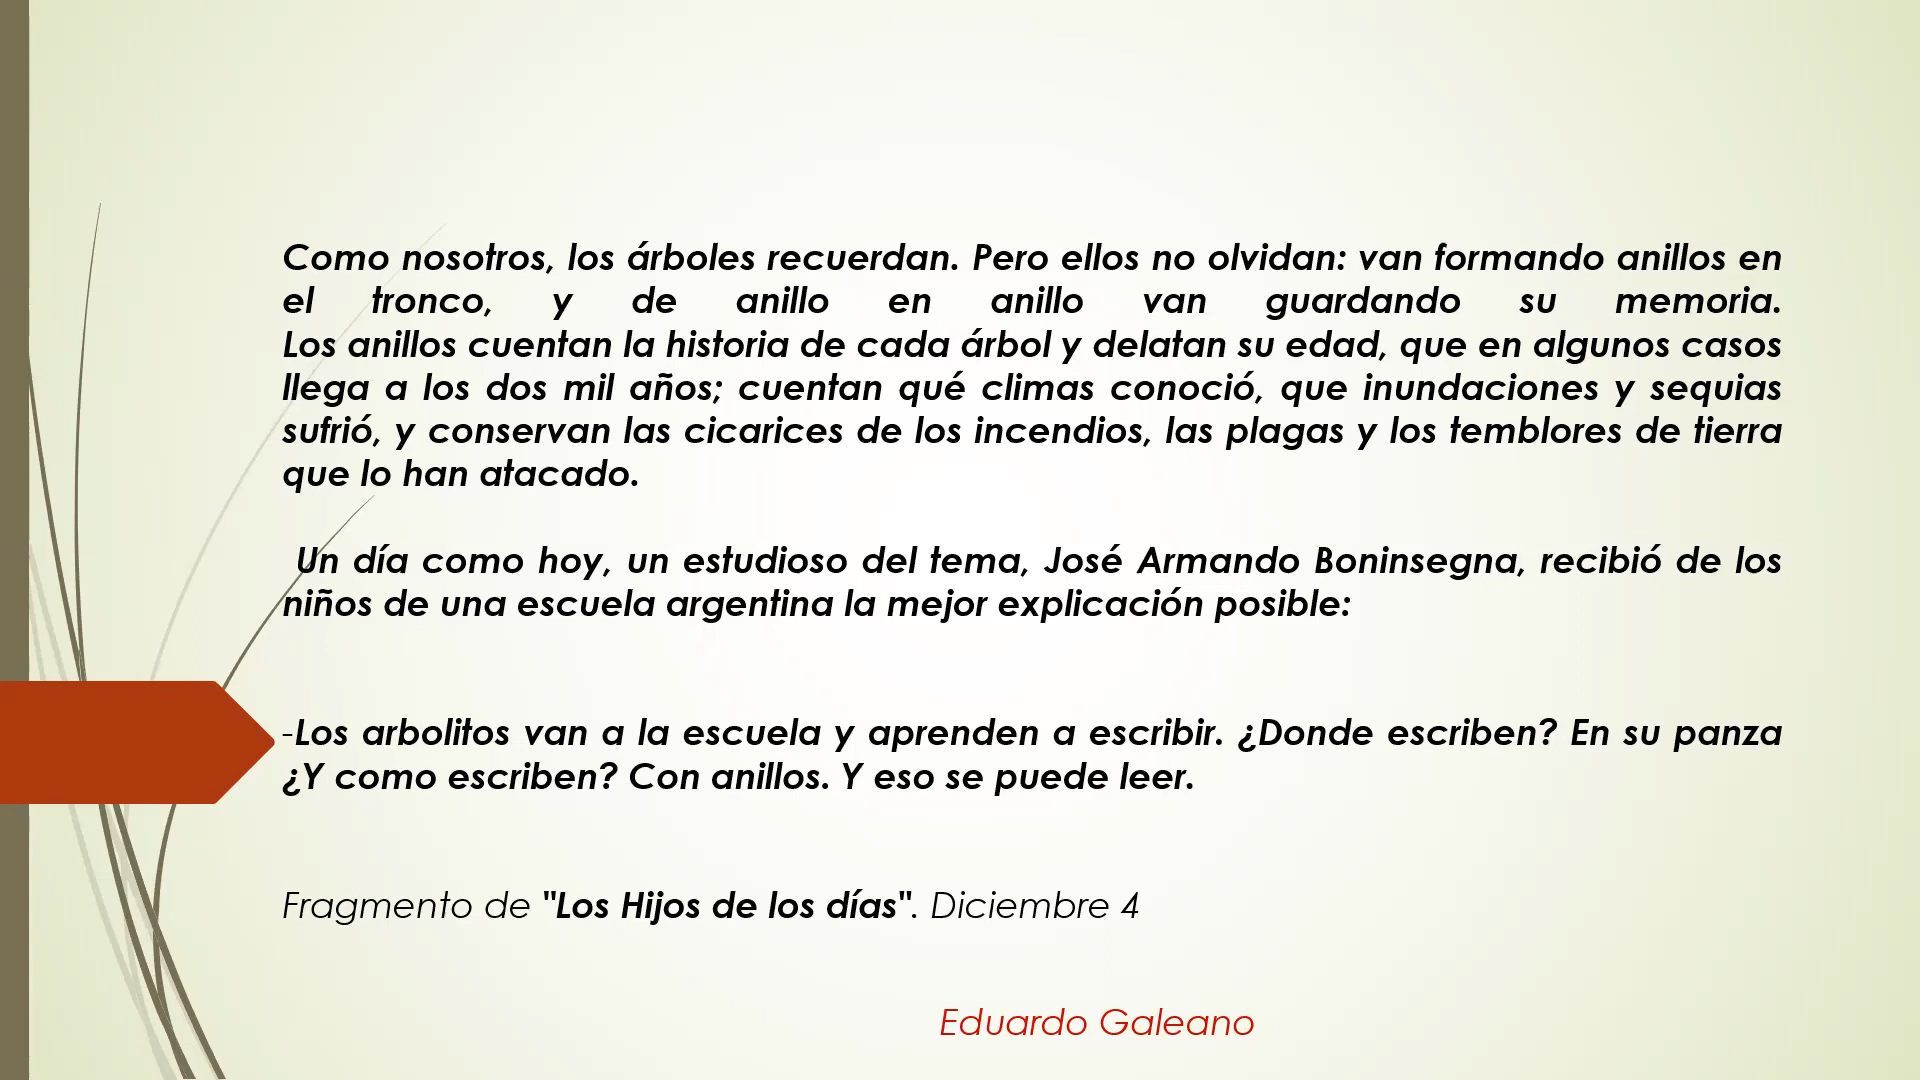 Como nosotros, los árboles recuerdan. Pero ellos no olvidan: van formando anillos en
el tronco, y de anillo en anillo van guardando su memoria.
Los anillos cuentan la historia de cada árbol y delatan su edad, que en algunos casos
llega a los dos mil años; cuentan qué climas conoció, que inundaciones y sequias
sufrió, y conservan las cicarices de los incendios, las plagas y los temblores de tierra
que lo han atacado.
Un día como hoy, un estudioso del tema, José Armando Boninsegna, recibió de los
niños de una escuela argentina la mejor explicación posible:
-Los arbolitos van a la escuela y aprenden a escribir. ¿Donde escriben? En su panza
¿Y como escriben? Con anillos. Y eso se puede leer.
Fragmento de "Los Hijos de los días". Diciembre 4
Eduardo Galeano